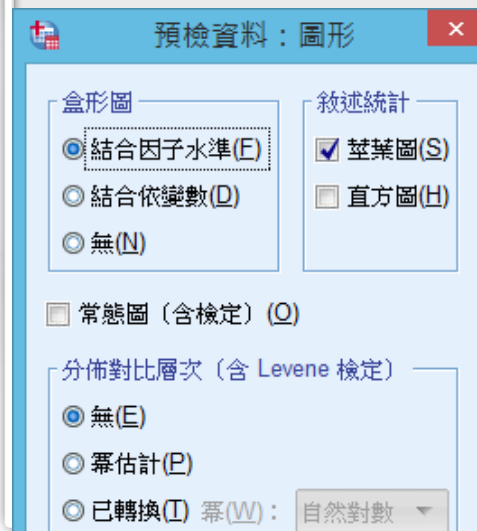 預檢資料：圖形
盒形圖
結合因子水準(F)
結合依變數(D)
無(N)
敘述統計
莖葉圖(S)
直方圖(H)
常態圖（含檢定）(O)
分佈對比層次（含 Levene 檢定）
無(E)
冪估計(P)
已轉換(T) 冪(W)： 自然對數